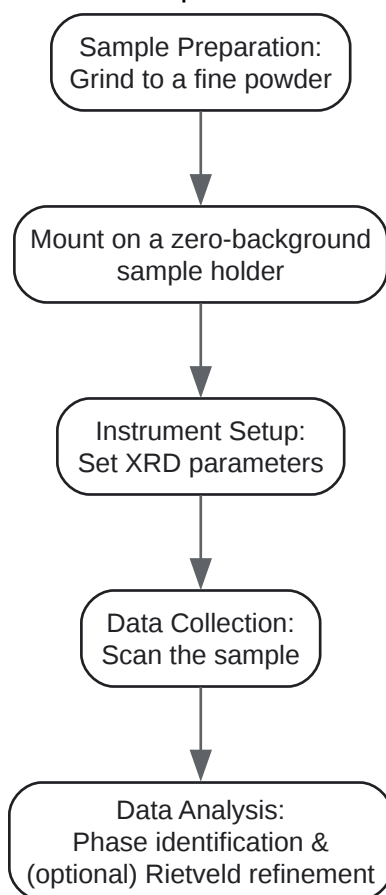 Sample Preparation:
Grind to a fine powder
Mount on a zero-background
sample holder
Instrument Setup:
Set XRD parameters
Data Collection:
Scan the sample
Data Analysis:
Phase identification &
(optional) Rietveld refinement